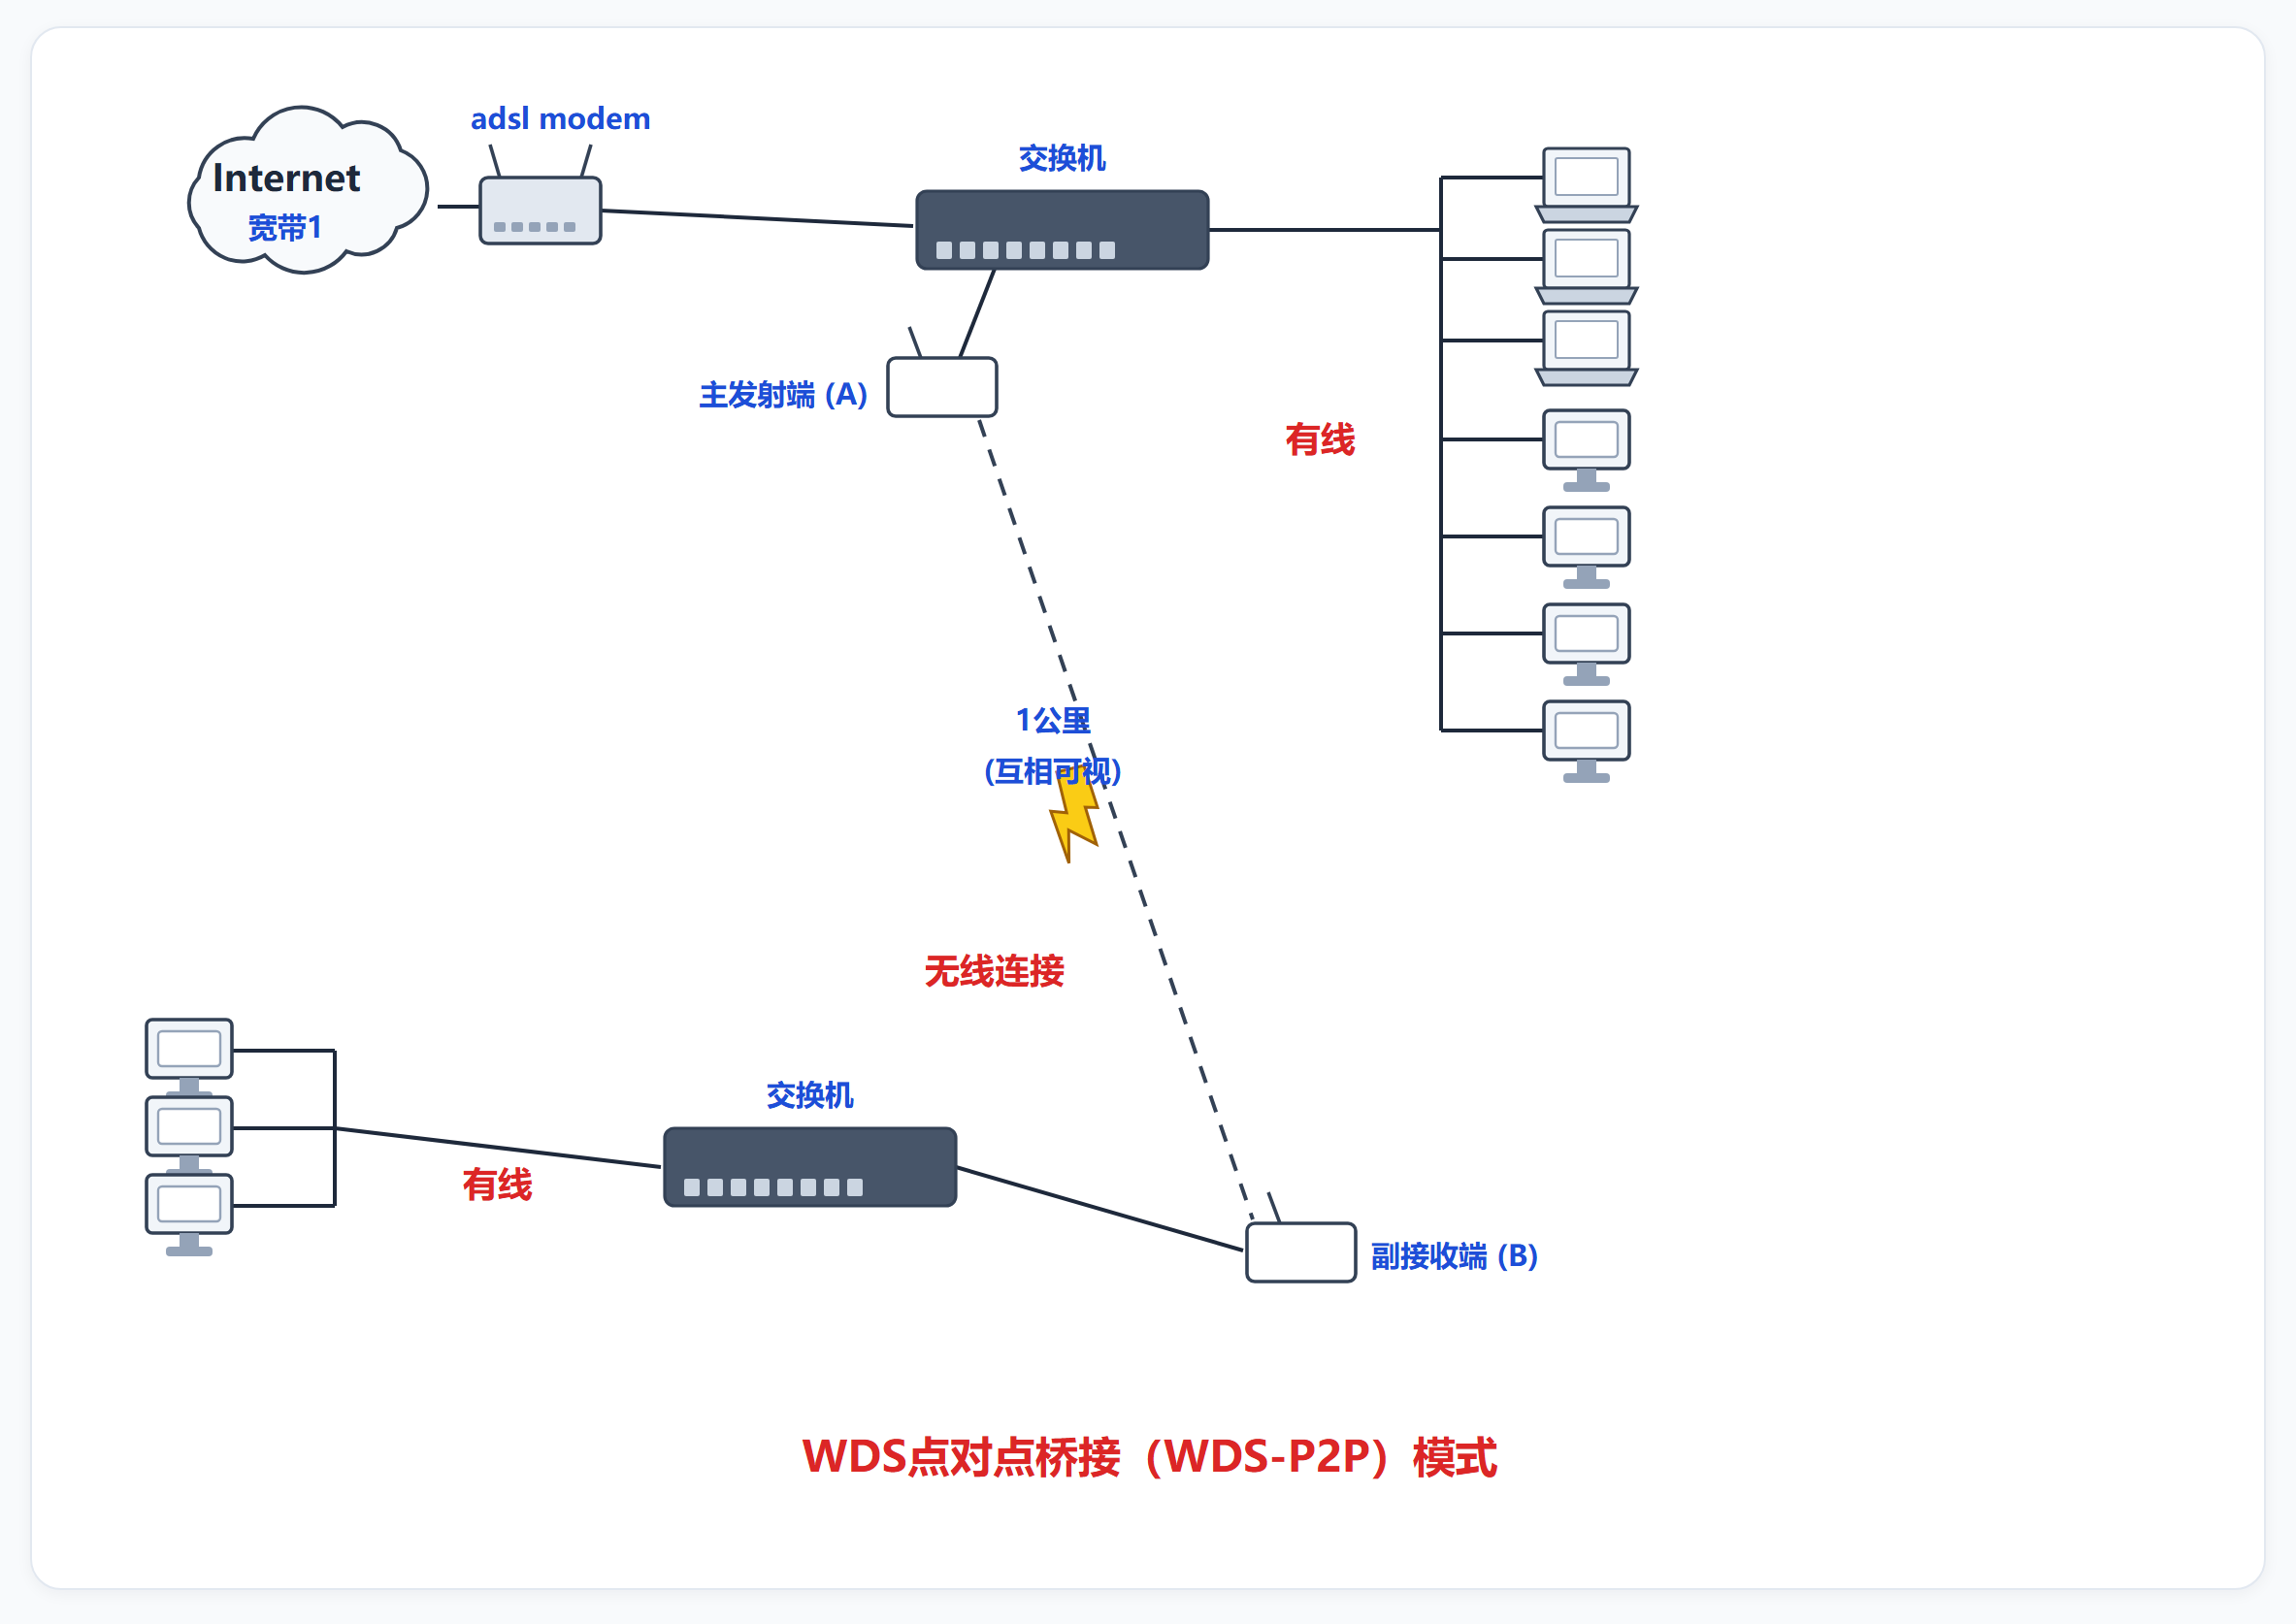 adsl modem
Internet
宽带1
交换机
主发射端 (A)
有线
1公里
(互相可视)
无线连接
交换机
有线
副接收端 (B)
WDS点对点桥接（WDS-P2P）模式